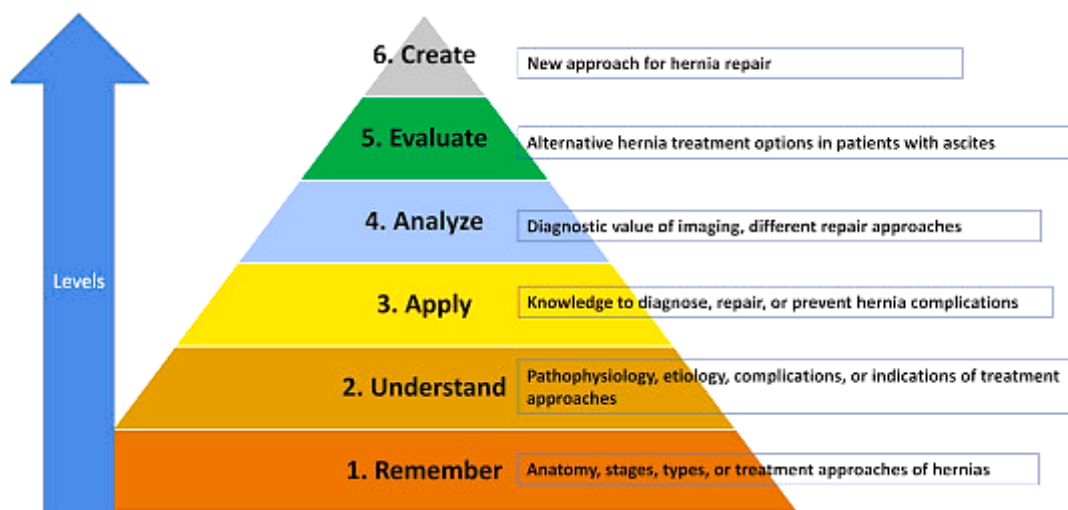 6. Create
New approach for hernia repair
5. Evaluate
Alternative hernia treatment options in patients with ascites
4. Analyze
Diagnostic value of imaging, different repair approaches
Levels
3. Apply
Knowledge to diagnose, repair, or prevent hernia complications
2. Understand
Pathophysiology, etiology, complications, or indications of treatment
approaches
1. Remember
Anatomy, stages, types, or treatment approaches of hernias